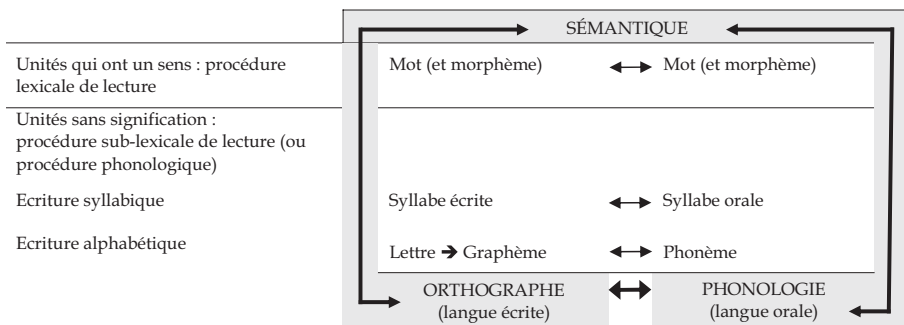 SÉMANTIQUE
Unités qui ont un sens : procédure
lexicale de lecture
Mot (et morphème) ↔ Mot (et morphème)
Unités sans signification :
procédure sub-lexicale de lecture (ou
procédure phonologique)
Ecriture syllabique
Syllabe écrite ↔ Syllabe orale
Ecriture alphabétique
Lettre ➔ Graphème ↔ Phonème
ORTHOGRAPHE ↔ PHONOLOGIE
(langue écrite) (langue orale)